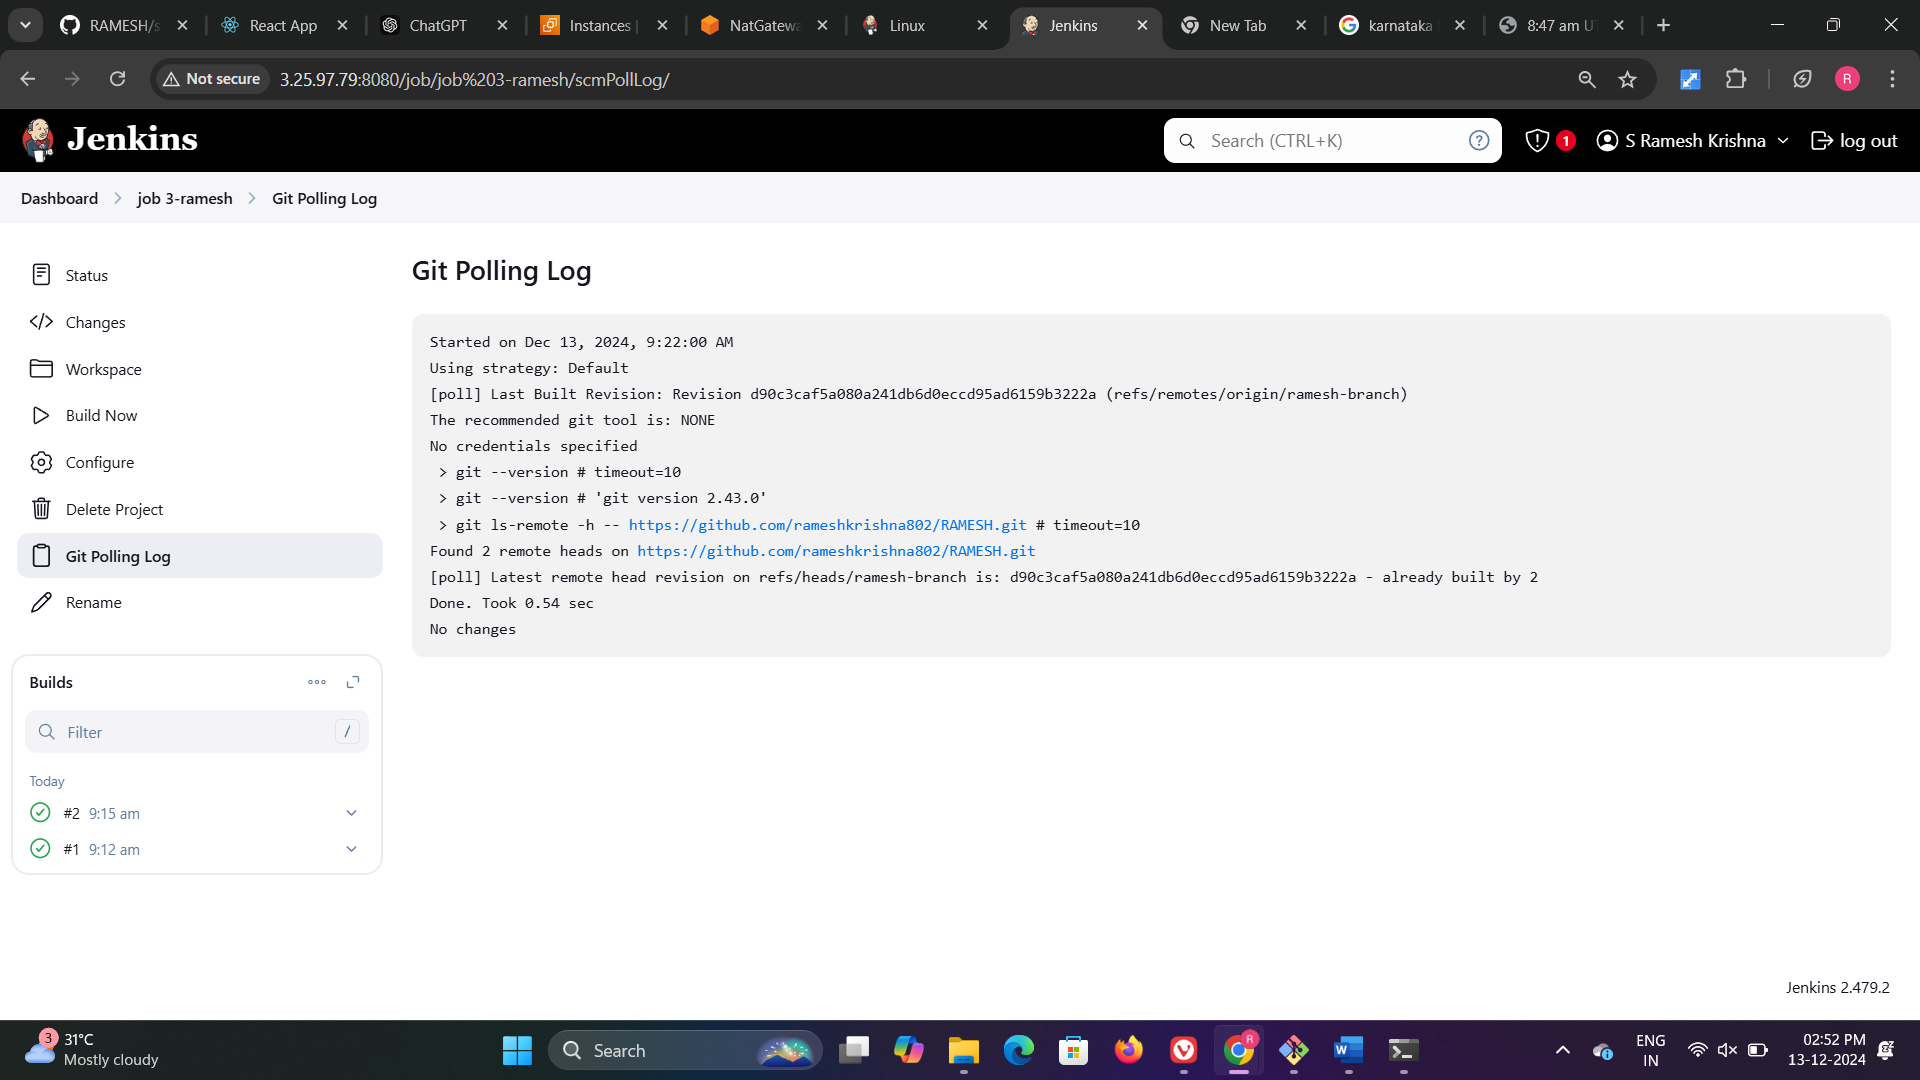 RAMESH/s
React App
ChatGPT
Instances |
NatGatewa
Linux
Jenkins
New Tab
karnataka
8:47 am U
Not secure
3.25.97.79:8080/job/job%203-ramesh/scmPollLog/
R
Jenkins
Search (CTRL+K)
1
S Ramesh Krishna
log out
Dashboard
job 3-ramesh
Git Polling Log
Status
Changes
Workspace
Build Now
Configure
Delete Project
Git Polling Log
Rename
Builds
Filter
/
Today
#2 9:15 am
#1 9:12 am
Git Polling Log
Started on Dec 13, 2024, 9:22:00 AM
Using strategy: Default
[poll] Last Built Revision: Revision d90c3caf5a080a241db6d0eccd95ad6159b3222a (refs/remotes/origin/ramesh-branch)
The recommended git tool is: NONE
No credentials specified
> git --version # timeout=10
> git --version # 'git version 2.43.0'
> git ls-remote -h -- https://github.com/rameshkrishna802/RAMESH.git # timeout=10
Found 2 remote heads on https://github.com/rameshkrishna802/RAMESH.git
[poll] Latest remote head revision on refs/heads/ramesh-branch is: d90c3caf5a080a241db6d0eccd95ad6159b3222a - already built by 2
Done. Took 0.54 sec
No changes
Jenkins 2.479.2
3
31°C
Mostly cloudy
Search
R
ENG
IN
02:52 PM
13-12-2024